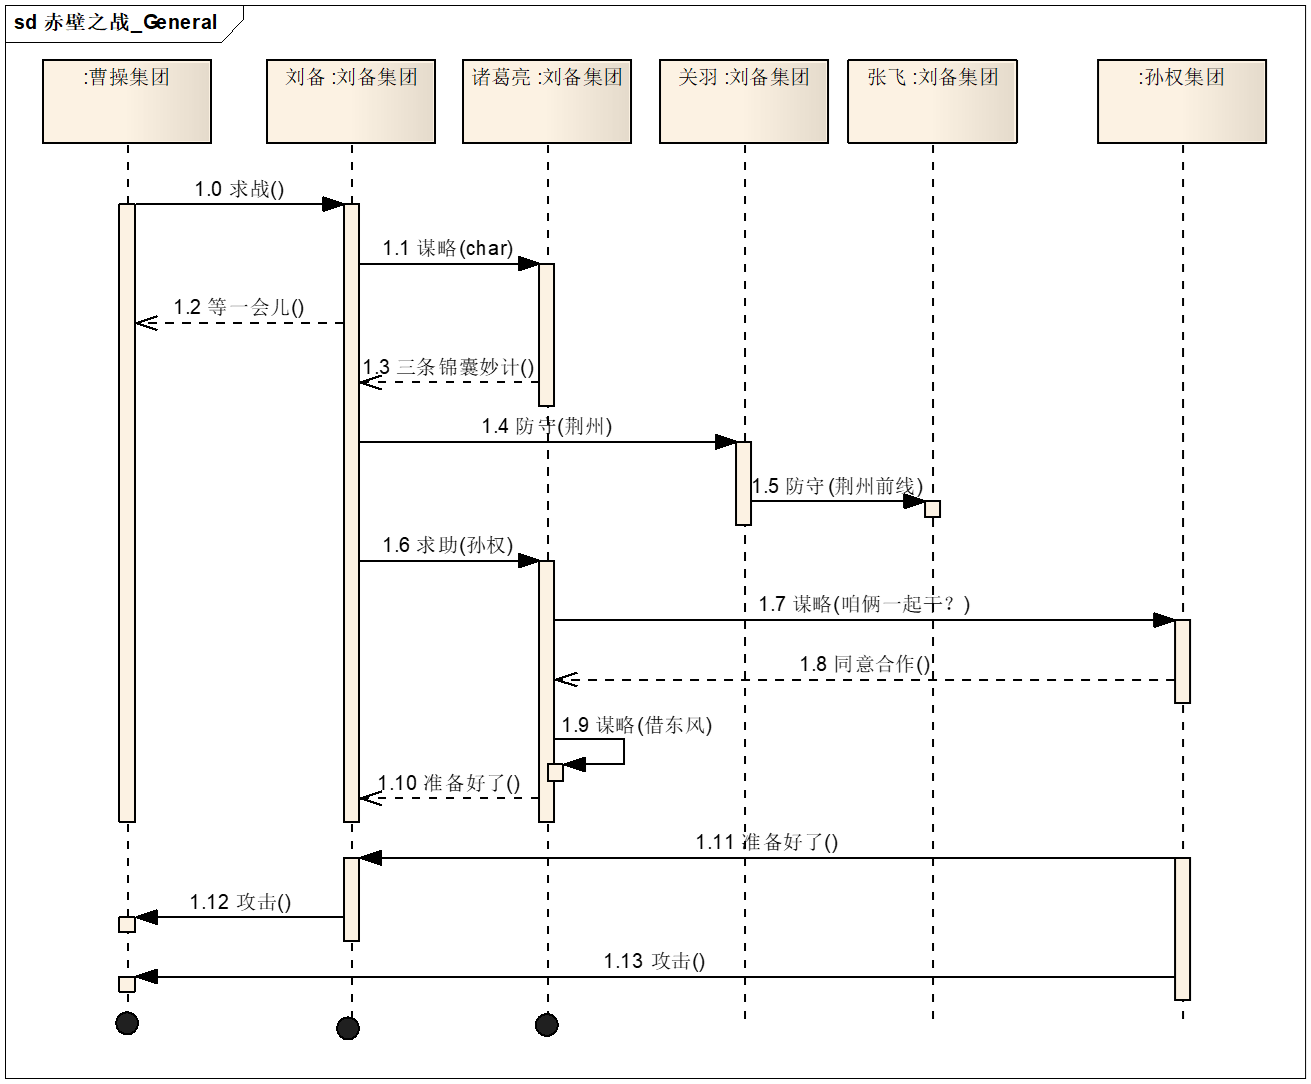 sd 赤壁之战_General
:曹操集团
刘备 :刘备集团
诸葛亮 :刘备集团
关羽 :刘备集团
张飞 :刘备集团
:孙权集团
1.0 求战()
1.1 谋略(char)
1.2 等一会儿()
1.3 三条锦囊妙计()
1.4 防守(荆州)
1.5 防守(荆州前线)
1.6 求助(孙权)
1.7 谋略(咱俩一起干？)
1.8 同意合作()
1.9 谋略(借东风)
1.10 准备好了()
1.11 准备好了()
1.12 攻击()
1.13 攻击()